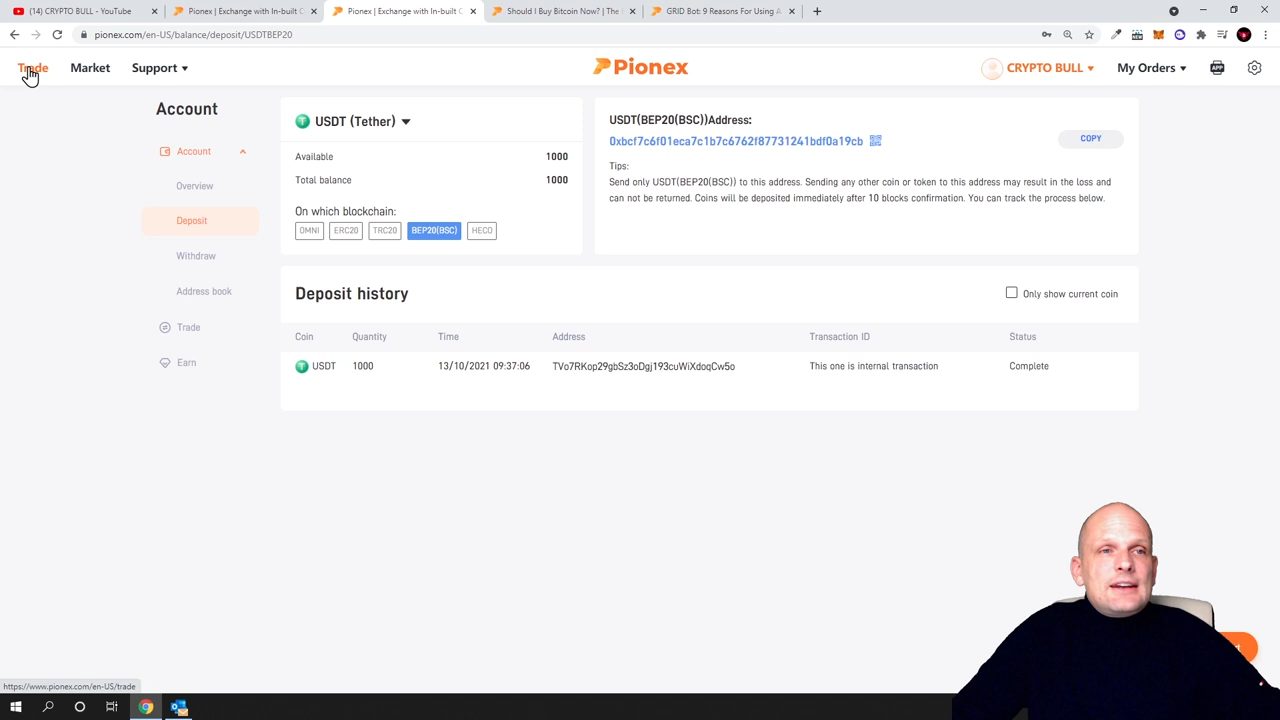 (14) CRYPTO BULL - YouTube
Pionex | Exchange with In-built C
Pionex | Exchange with In-built C
Should I Buy Bitcoin Now? | The
GRID Bot: 9 Reasons For Using A
pionex.com/en-US/balance/deposit/USDTBEP20
Trade Market Support
Pionex
CRYPTO BULL My Orders
APP
Account
Account
Overview
Deposit
Withdraw
Address book
Trade
Earn
USDT (Tether)
Available 1000
Total balance 1000
On which blockchain:
OMNI ERC20 TRC20 BEP20(BSC) HECO
USDT(BEP20(BSC))Address:
0xbcf7c6f01eca7c1b7c6762f87731241bdf0a19cb
COPY
Tips:
Send only USDT(BEP20(BSC)) to this address. Sending any other coin or token to this address may result in the loss and
can not be returned. Coins will be deposited immediately after 10 blocks confirmation. You can track the process below.
Deposit history
Only show current coin
Coin Quantity Time Address Transaction ID Status
USDT 1000 13/10/2021 09:37:06 TVo7RKop29gbSz3oDgj193cuWiXdoqCw5o This one is internal transaction Complete
https://www.pionex.com/en-US/trade